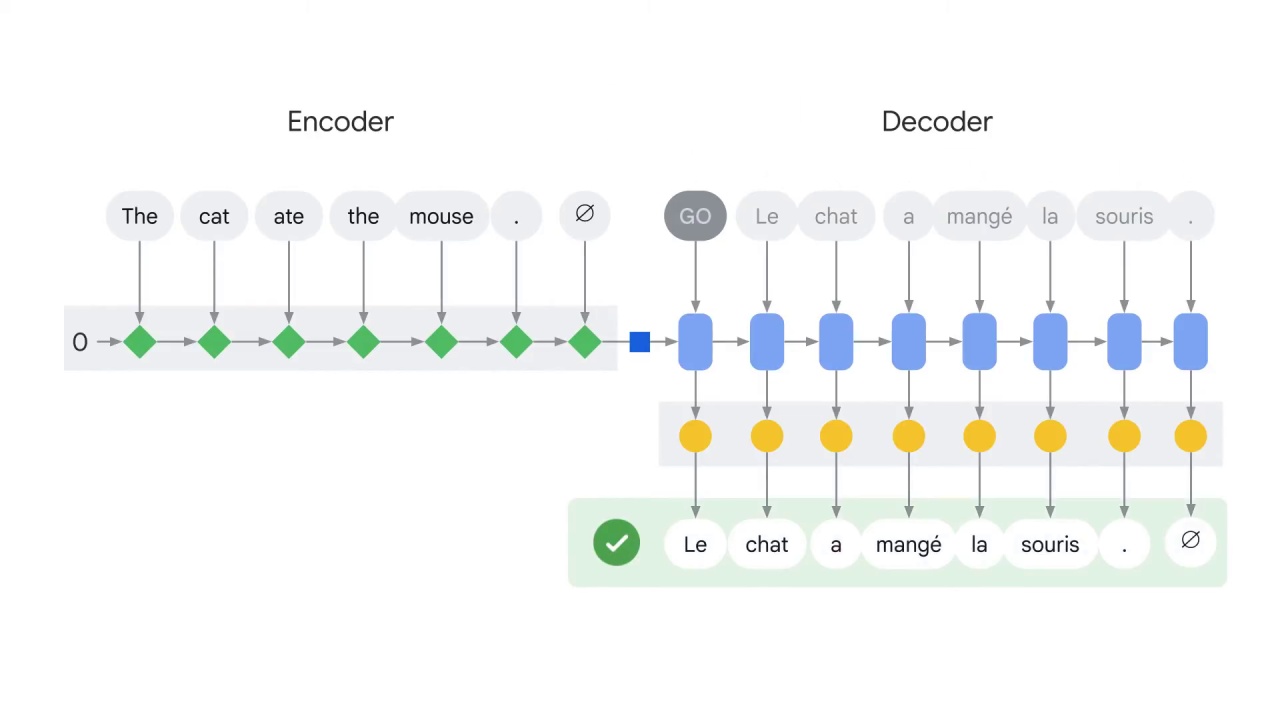 Encoder Decoder
The cat ate the mouse . ∅ GO Le chat a mangé la souris .
0
Le chat a mangé la souris . ∅